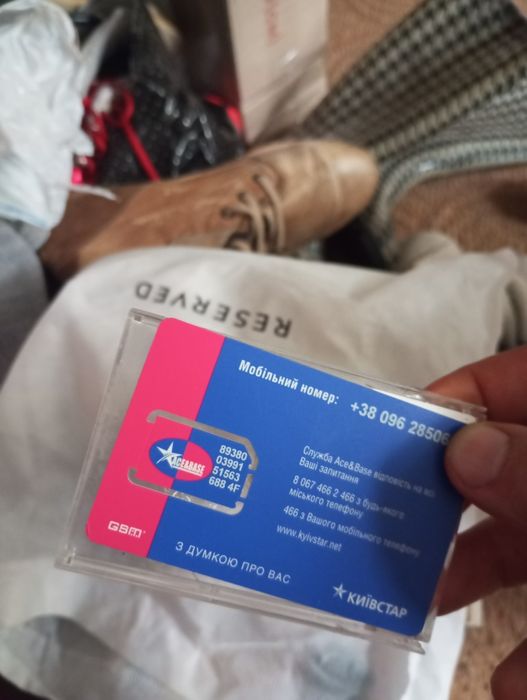 RESERVED
Мобільний номер: +38 096 28506
Служба Ace&Base відповість на всі
Ваші запитання
8 067 466 2 466 з будь-якого
міського телефону
466 з Вашого мобільного телефону
www.kyivstar.net
ACE&BASE
89380
03991
51563
688 4F
GSM
З ДУМКОЮ ПРО ВАС
КИЇВСТАР